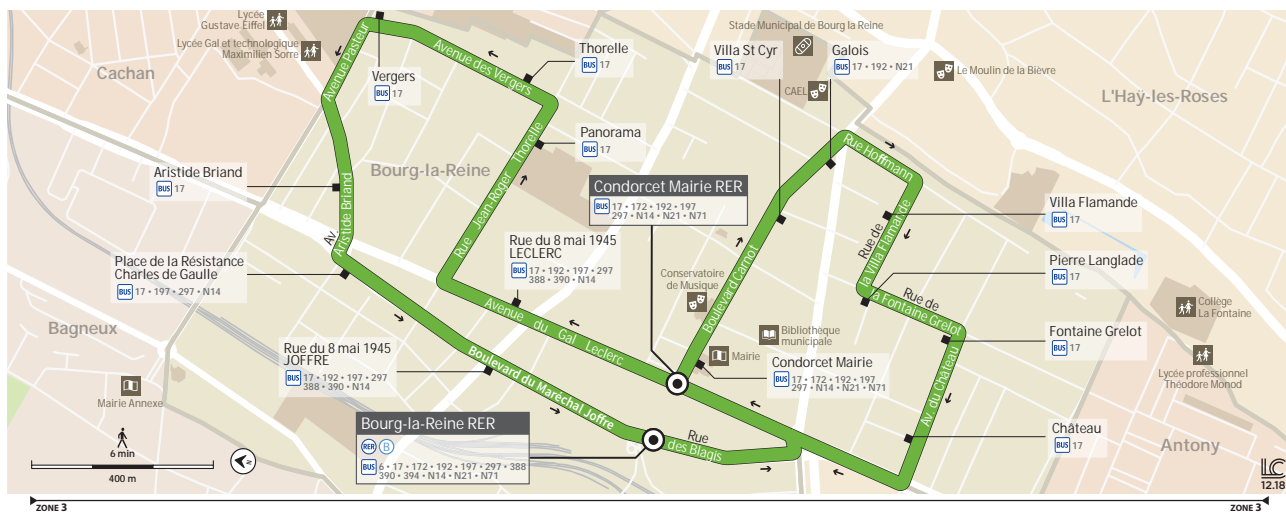 Lycée
Gustave Eiffel
Lycée Gal et technologique
Maximilien Sorre
Cachan
Avenue Pasteur
Vergers
BUS 17
Avenue des Vergers
Thorelle
BUS 17
Panorama
BUS 17
Rue Jean-Roger Thorelle
Bourg-la-Reine
Aristide Briand
BUS 17
Av.
Aristide Briand
Place de la Résistance
Charles de Gaulle
BUS 17 • 197 • 297 • N14
Bagneux
Mairie Annexe
Rue du 8 mai 1945
LECLERC
BUS 17 • 192 • 197 • 297
388 • 390 • N14
Avenue du Gal Leclerc
Rue du 8 mai 1945
JOFFRE
BUS 17 • 192 • 197 • 297
388 • 390 • N14
Boulevard du Maréchal Joffre
Bourg-la-Reine RER
RER B
BUS 6 • 17 • 172 • 192 • 197 • 297 • 388
390 • 394 • N14 • N21 • N71
Rue
des Blagis
Condorcet Mairie RER
BUS 17 • 172 • 192 • 197
297 • N14 • N21 • N71
Stade Municipal de Bourg la Reine
Villa St Cyr
BUS 17
Galois
BUS 17 • 192 • N21
CAEL
Le Moulin de la Bièvre
L'Haÿ-les-Roses
Conservatoire
de Musique
Boulevard Carnot
Bibliotheque
municipale
Mairie
Condorcet Mairie
BUS 17 • 172 • 192 • 197
297 • N14 • N21 • N71
Rue Hoffmann
Rue de
la Villa Flamande
Villa Flamande
BUS 17
Pierre Langlade
BUS 17
Rue de
la Fontaine Grelot
Fontaine Grelot
BUS 17
Av. du Château
Château
BUS 17
Collège
La Fontaine
Lycée professionnel
Théodore Monod
Antony
6 min
400 m
N
LC
12.18
ZONE 3
ZONE 3